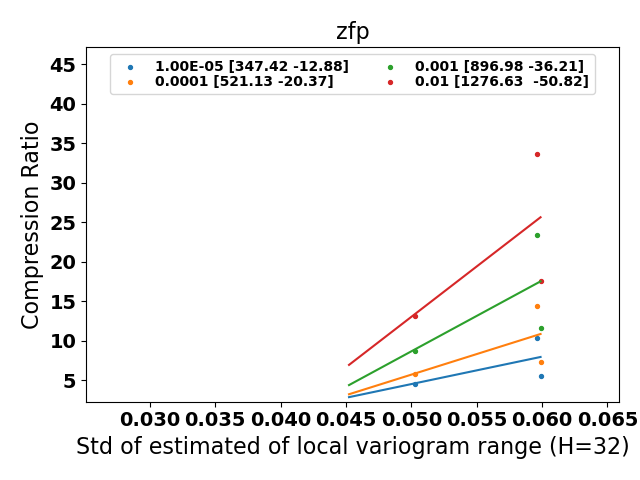 zfp
1.00E-05 [347.42 -12.88]
0.0001 [521.13 -20.37]
0.001 [896.98 -36.21]
0.01 [1276.63  -50.82]
Compression Ratio
45
40
35
30
25
20
15
10
5
0.030 0.035 0.040 0.045 0.050 0.055 0.060 0.065
Std of estimated of local variogram range (H=32)